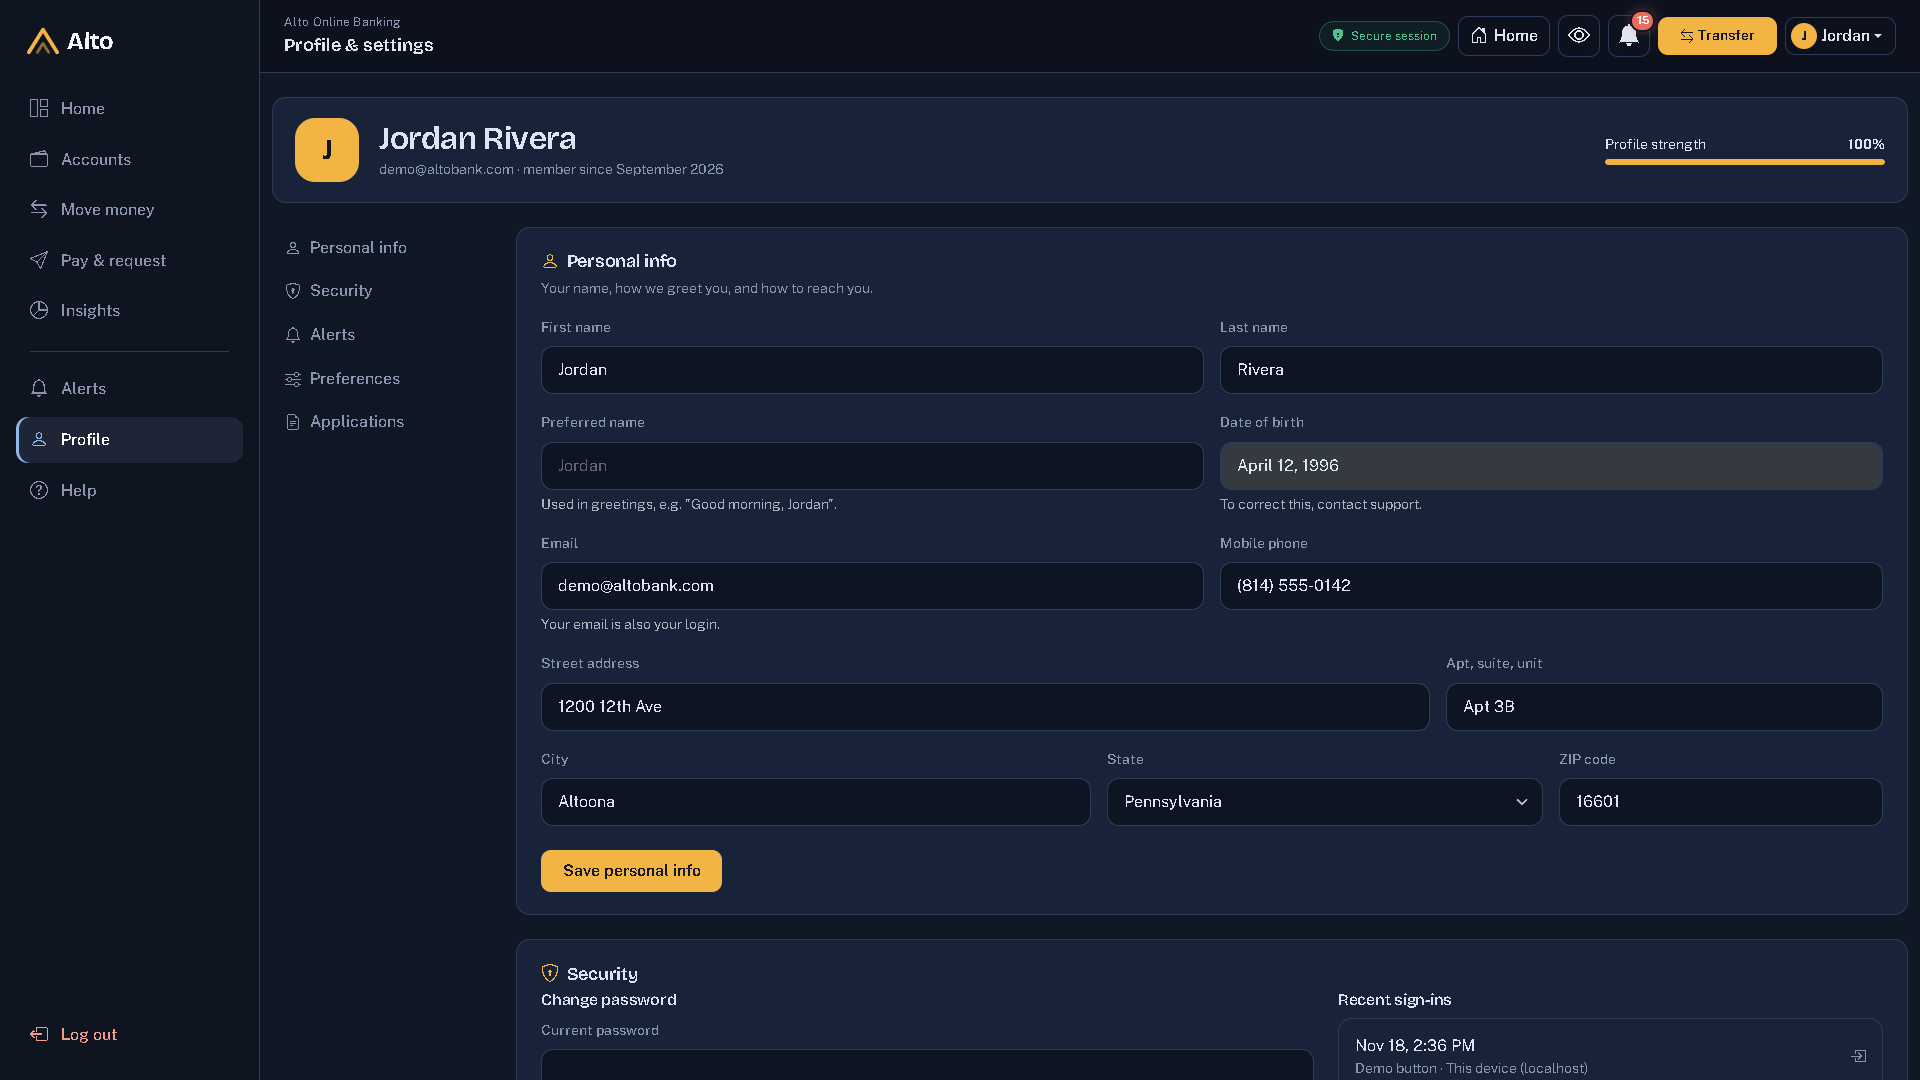 Alto
Home
Accounts
Move money
Pay & request
Insights
Alerts
Profile
Help
Log out
Alto Online Banking
Profile & settings
Secure session
Home
15
Transfer
J
Jordan
J
Jordan Rivera
demo@altobank.com · member since September 2026
Profile strength
100%
Personal info
Security
Alerts
Preferences
Applications
Personal info
Your name, how we greet you, and how to reach you.
First name
Last name
Jordan
Rivera
Preferred name
Date of birth
Jordan
April 12, 1996
Used in greetings, e.g. "Good morning, Jordan".
To correct this, contact support.
Email
Mobile phone
demo@altobank.com
(814) 555-0142
Your email is also your login.
Street address
Apt, suite, unit
1200 12th Ave
Apt 3B
City
State
ZIP code
Altoona
Pennsylvania
16601
Save personal info
Security
Change password
Recent sign-ins
Current password
Nov 18, 2:36 PM
Demo button · This device (localhost)